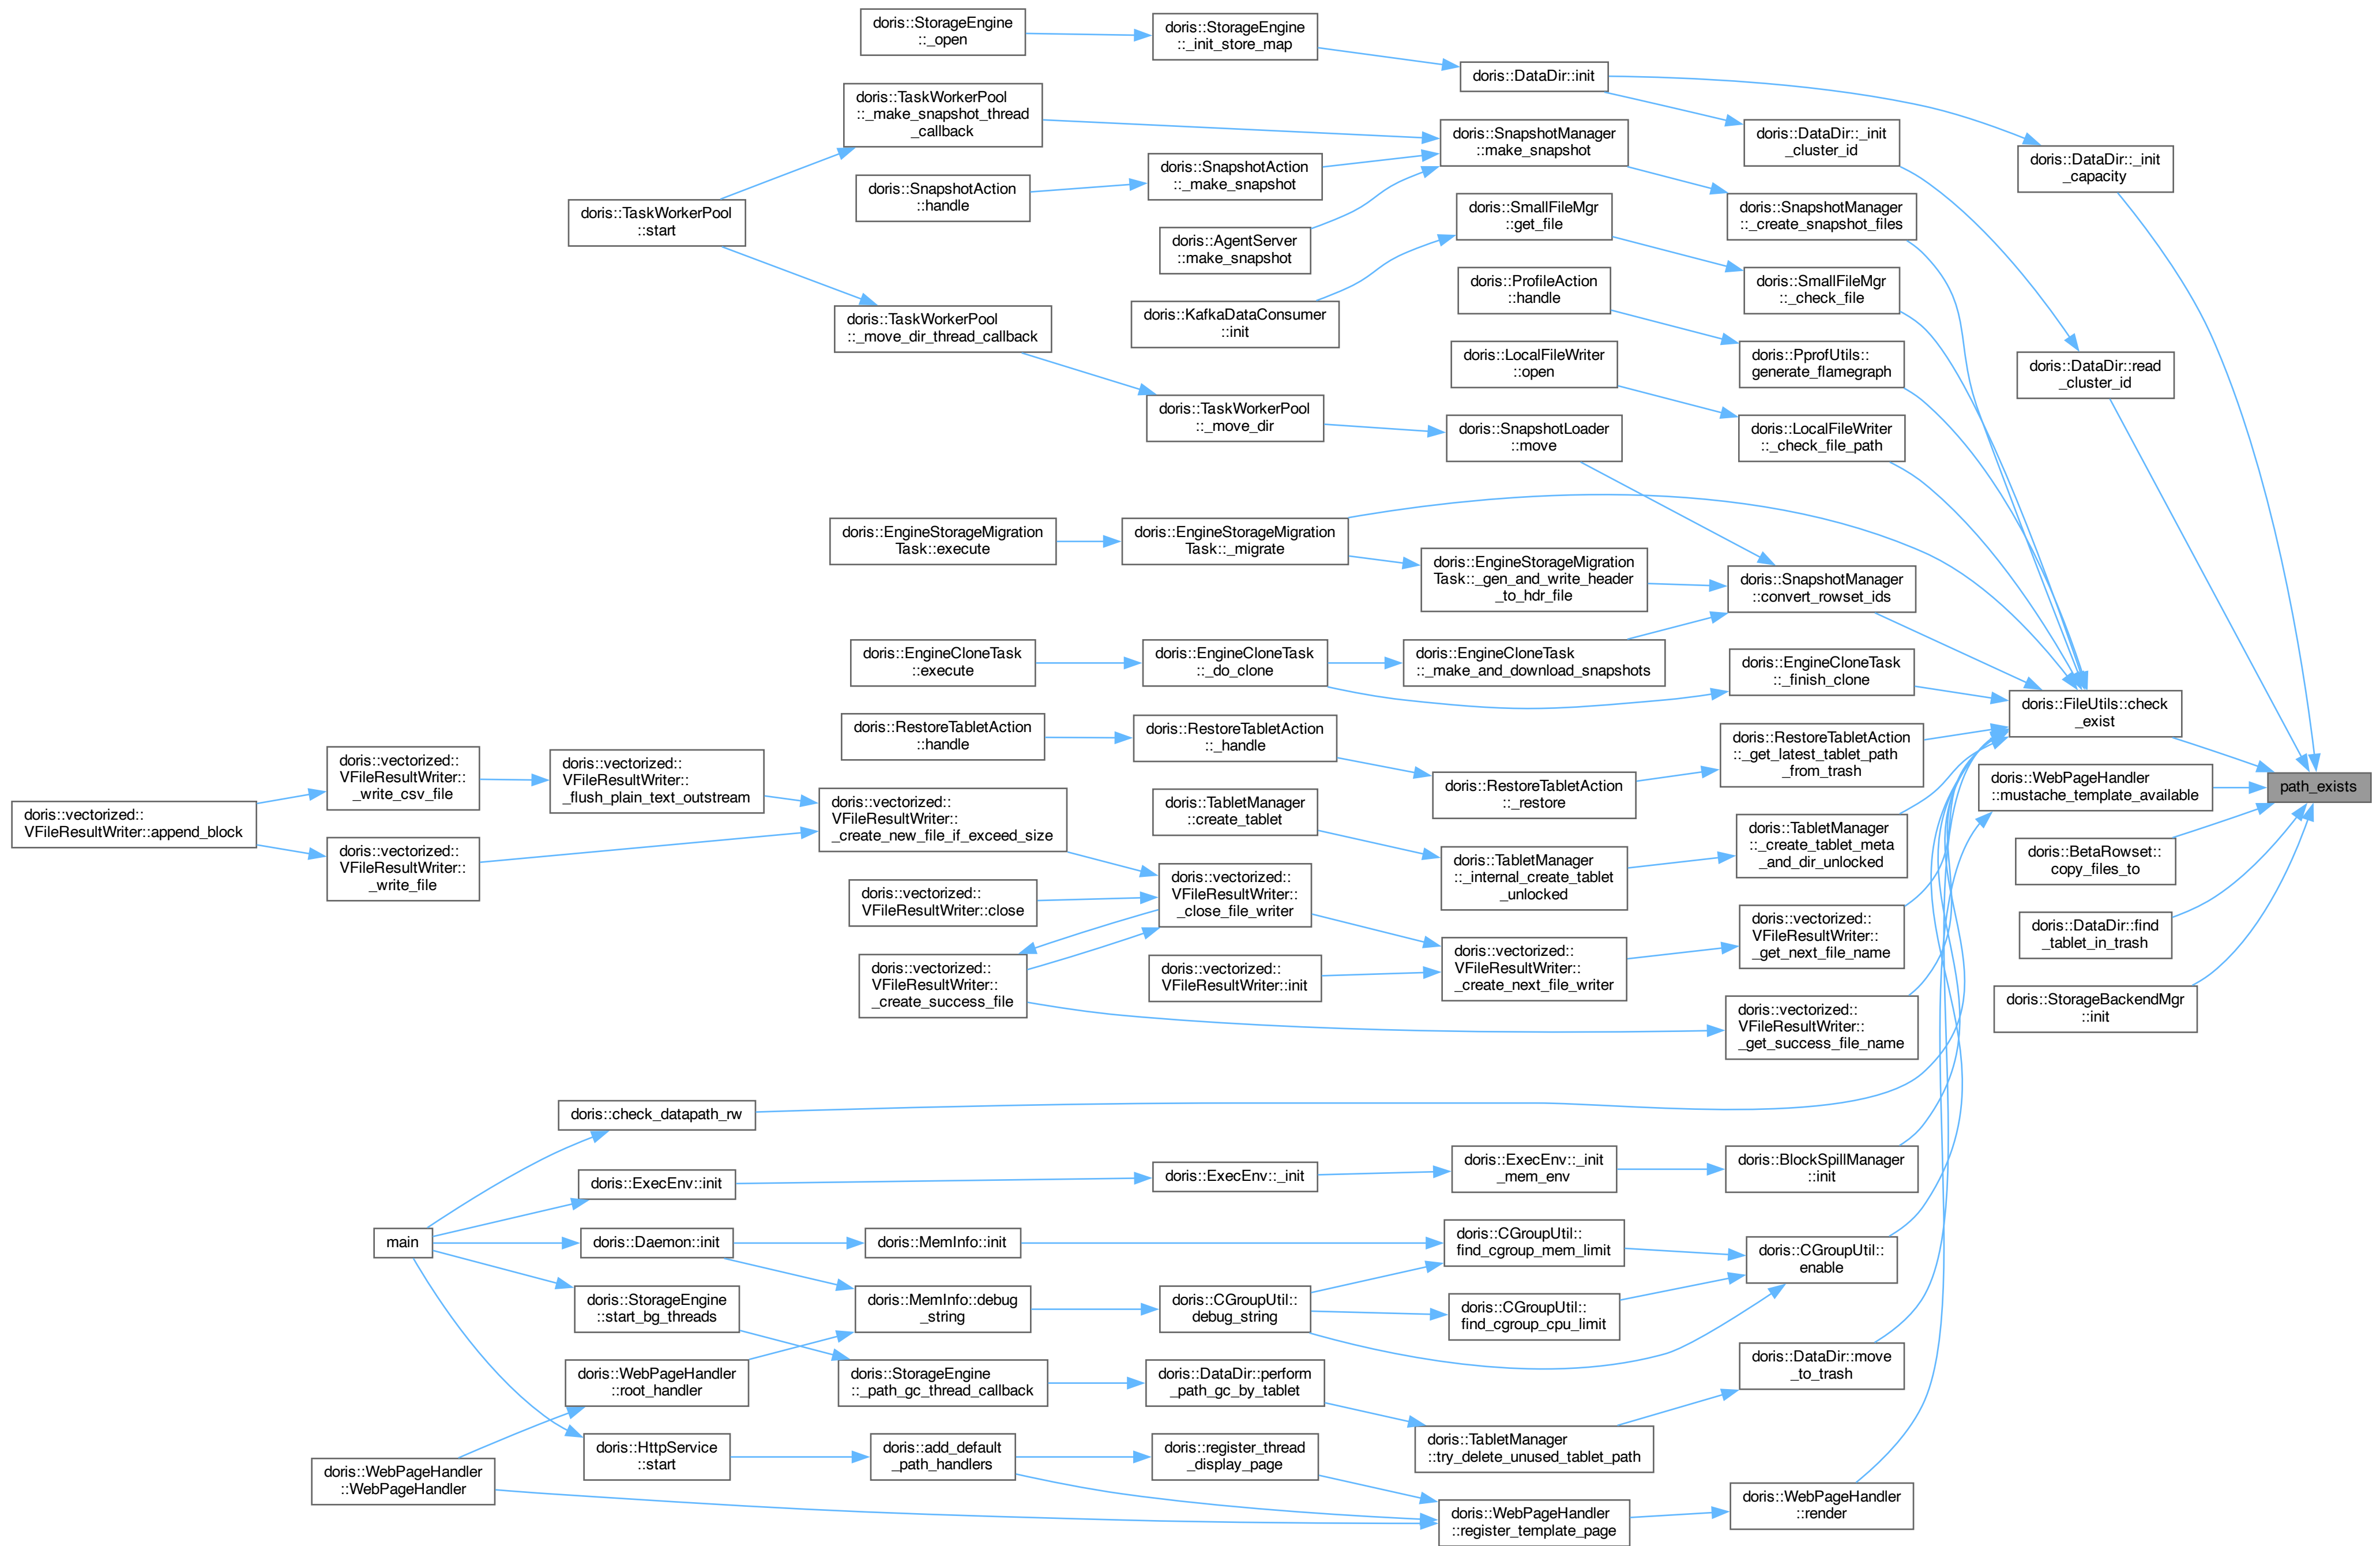 doris::StorageEngine
::_open
doris::StorageEngine
::_init_store_map
doris::DataDir::init
doris::TaskWorkerPool
::_make_snapshot_thread
_callback
doris::SnapshotManager
::make_snapshot
doris::DataDir::_init
_cluster_id
doris::DataDir::_init
_capacity
doris::SnapshotAction
::_make_snapshot
doris::SnapshotAction
::handle
doris::TaskWorkerPool
::start
doris::SmallFileMgr
::get_file
doris::SnapshotManager
::_create_snapshot_files
doris::AgentServer
::make_snapshot
doris::ProfileAction
::handle
doris::SmallFileMgr
::_check_file
doris::KafkaDataConsumer
::init
doris::TaskWorkerPool
::_move_dir_thread_callback
doris::LocalFileWriter
::open
doris::PprofUtils::
generate_flamegraph
doris::DataDir::read
_cluster_id
doris::TaskWorkerPool
::_move_dir
doris::SnapshotLoader
::move
doris::LocalFileWriter
::_check_file_path
doris::EngineStorageMigration
Task::execute
doris::EngineStorageMigration
Task::_migrate
doris::EngineStorageMigration
Task::_gen_and_write_header
_to_hdr_file
doris::SnapshotManager
::convert_rowset_ids
doris::EngineCloneTask
::execute
doris::EngineCloneTask
::_do_clone
doris::EngineCloneTask
::_make_and_download_snapshots
doris::EngineCloneTask
::_finish_clone
doris::FileUtils::check
_exist
doris::RestoreTabletAction
::handle
doris::RestoreTabletAction
::_handle
doris::RestoreTabletAction
::_restore
doris::RestoreTabletAction
::_get_latest_tablet_path
_from_trash
doris::WebPageHandler
::mustache_template_available
path_exists
doris::vectorized::
VFileResultWriter::append_block
doris::vectorized::
VFileResultWriter::
_write_csv_file
doris::vectorized::
VFileResultWriter::
_flush_plain_text_outstream
doris::vectorized::
VFileResultWriter::
_create_new_file_if_exceed_size
doris::TabletManager
::create_tablet
doris::vectorized::
VFileResultWriter::
_write_file
doris::TabletManager
::_internal_create_tablet
_unlocked
doris::TabletManager
::_create_tablet_meta
_and_dir_unlocked
doris::BetaRowset::
copy_files_to
doris::vectorized::
VFileResultWriter::close
doris::vectorized::
VFileResultWriter::
_close_file_writer
doris::vectorized::
VFileResultWriter::
_get_next_file_name
doris::DataDir::find
_tablet_in_trash
doris::vectorized::
VFileResultWriter::
_create_success_file
doris::vectorized::
VFileResultWriter::init
doris::vectorized::
VFileResultWriter::
_create_next_file_writer
doris::StorageBackendMgr
::init
doris::vectorized::
VFileResultWriter::
_get_success_file_name
doris::check_datapath_rw
doris::ExecEnv::init
doris::ExecEnv::_init
doris::ExecEnv::_init
_mem_env
doris::BlockSpillManager
::init
main
doris::Daemon::init
doris::MemInfo::init
doris::CGroupUtil::
find_cgroup_mem_limit
doris::CGroupUtil::
enable
doris::StorageEngine
::start_bg_threads
doris::MemInfo::debug
_string
doris::CGroupUtil::
debug_string
doris::CGroupUtil::
find_cgroup_cpu_limit
doris::WebPageHandler
::root_handler
doris::StorageEngine
::_path_gc_thread_callback
doris::DataDir::perform
_path_gc_by_tablet
doris::DataDir::move
_to_trash
doris::TabletManager
::try_delete_unused_tablet_path
doris::WebPageHandler
::WebPageHandler
doris::HttpService
::start
doris::add_default
_path_handlers
doris::register_thread
_display_page
doris::WebPageHandler
::register_template_page
doris::WebPageHandler
::render